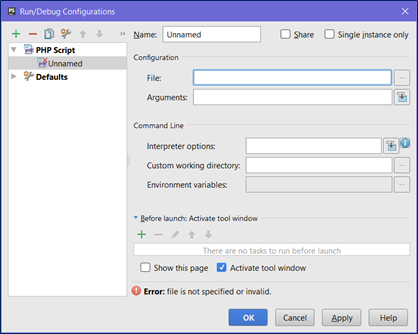 Run/Debug Configurations
Name: Unnamed Share Single instance only
PHP Script
Unnamed
Defaults
Configuration
File:
Arguments:
Command Line
Interpreter options:
Custom working directory:
Environment variables:
Before launch: Activate tool window
There are no tasks to run before launch
Show this page Activate tool window
Error: file is not specified or invalid.
OK Cancel Apply Help